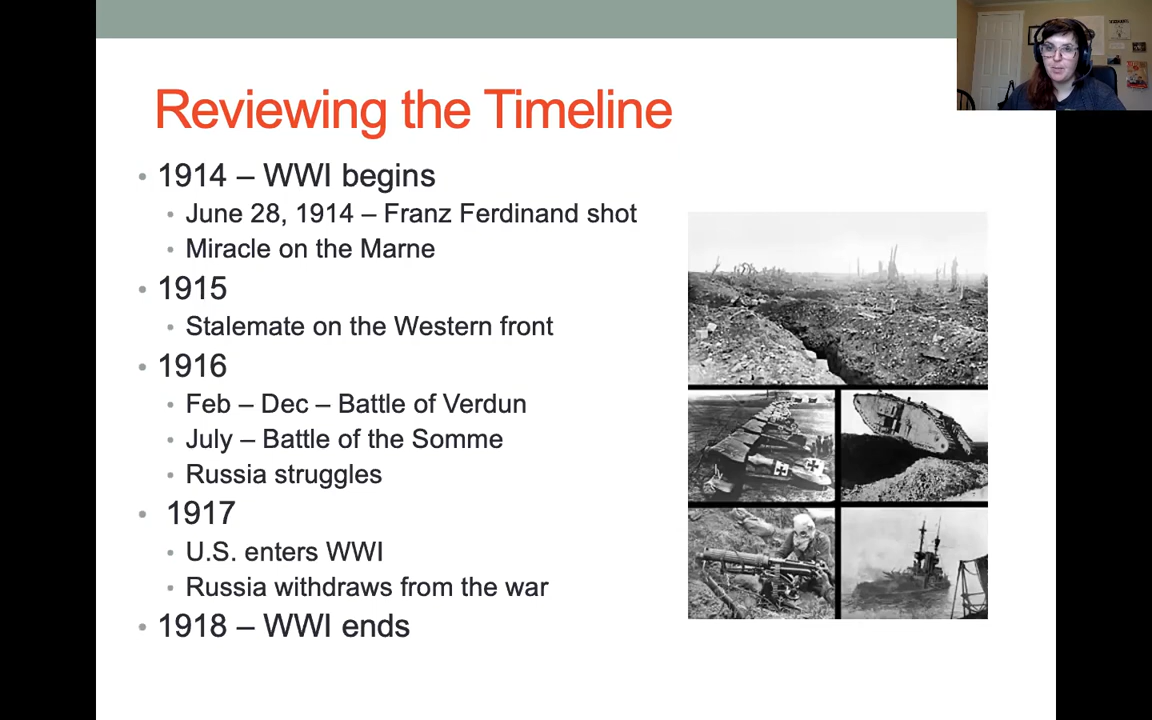 Reviewing the Timeline
• 1914 – WWI begins
• June 28, 1914 – Franz Ferdinand shot
• Miracle on the Marne
• 1915
• Stalemate on the Western front
• 1916
• Feb – Dec – Battle of Verdun
• July – Battle of the Somme
• Russia struggles
• 1917
• U.S. enters WWI
• Russia withdraws from the war
• 1918 – WWI ends